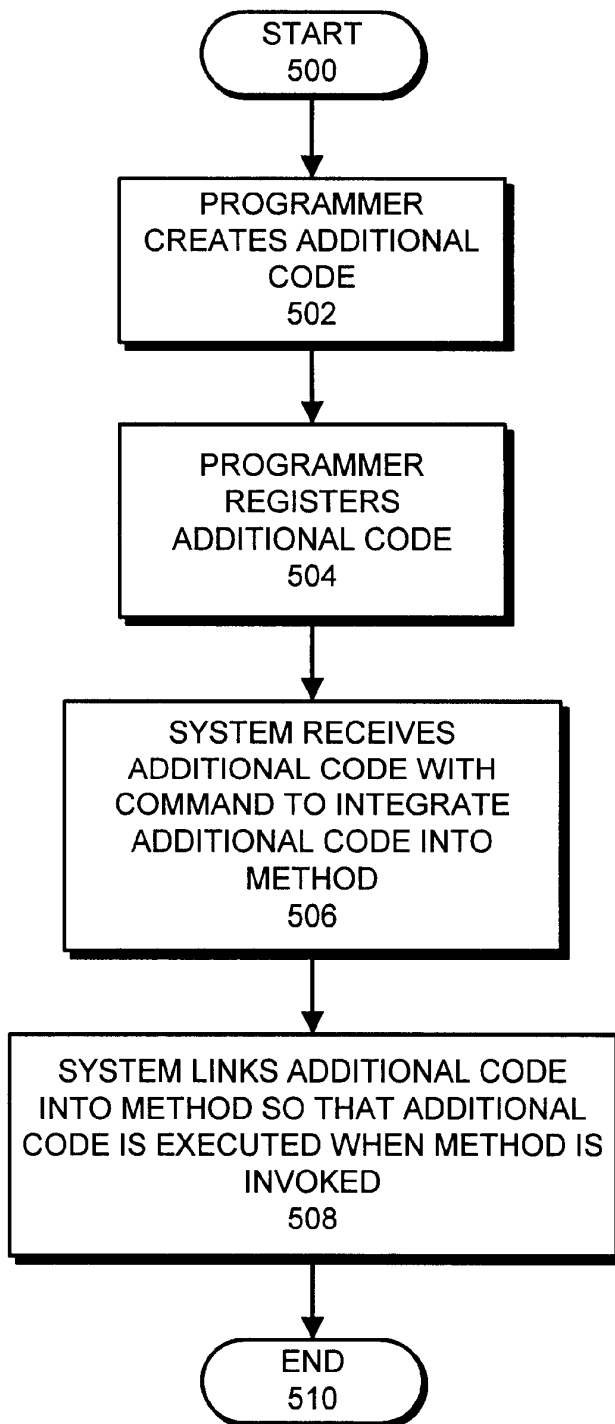 START
500
PROGRAMMER
CREATES ADDITIONAL
CODE
502
PROGRAMMER
REGISTERS
ADDITIONAL CODE
504
SYSTEM RECEIVES
ADDITIONAL CODE WITH
COMMAND TO INTEGRATE
ADDITIONAL CODE INTO
METHOD
506
SYSTEM LINKS ADDITIONAL CODE
INTO METHOD SO THAT ADDITIONAL
CODE IS EXECUTED WHEN METHOD IS
INVOKED
508
END
510